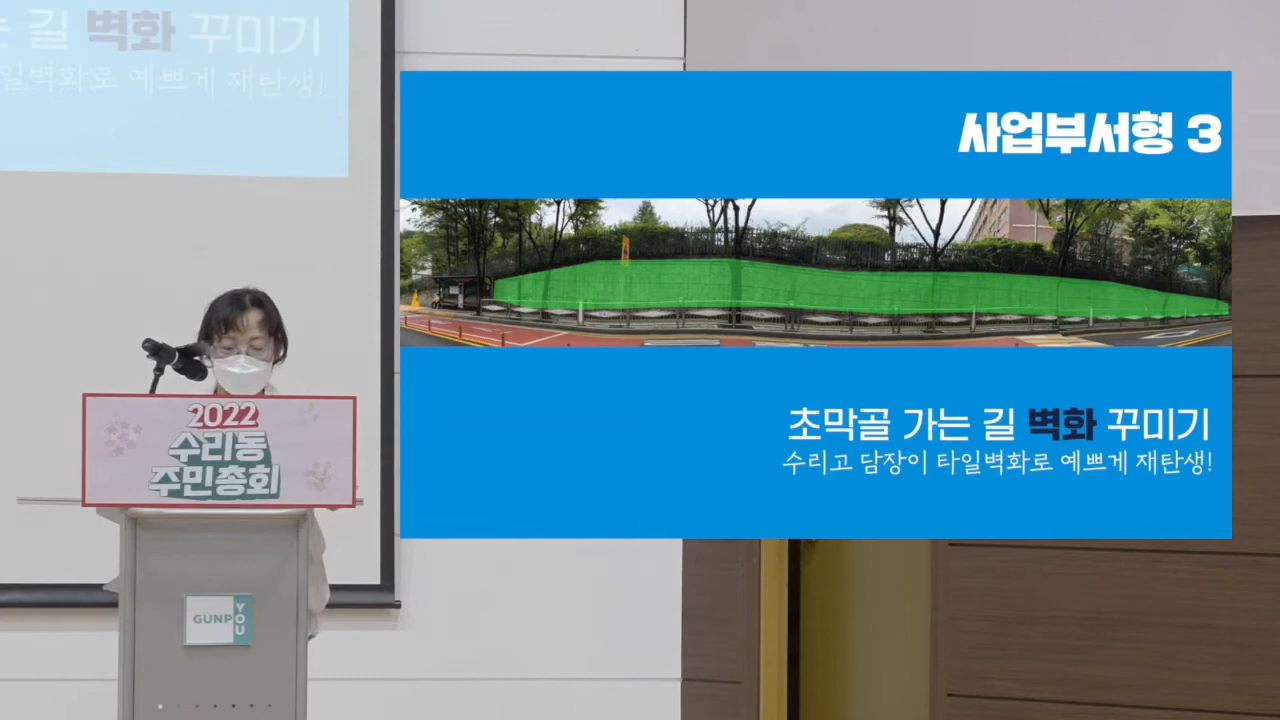 길 벽화 꾸미기
일벽화로 예쁘게 재탄생!
사업부서형 3
초막골 가는 길 벽화 꾸미기
수리고 담장이 타일벽화로 예쁘게 재탄생!
2022
수리동
주민총회
GUNP
YOU